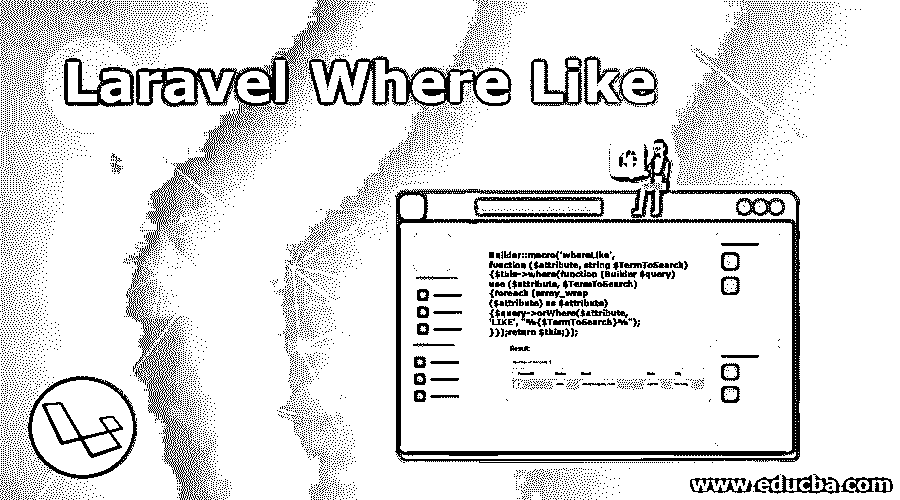 Laravel Where Like
Builder::macro('whereLike',
function ($attribute, string $TermToSearch)
{$this->where(function (Builder $query)
use ($attribute, $TermToSearch)
{foreach (array_wrap
($attribute) as $attribute)
{$query->orWhere($attribute,
'LIKE', "%{$TermToSearch}%");
}});return $this;});
Result:
www.educba.com